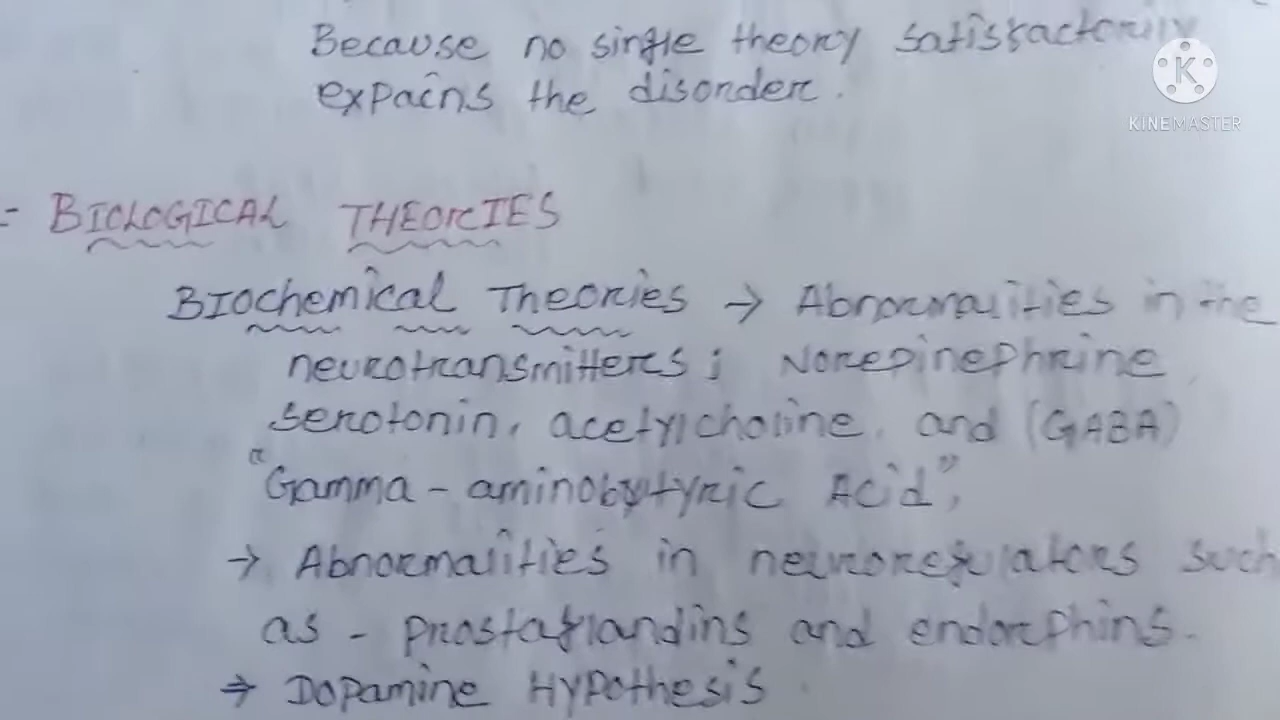 Because no single theory satisfactorily
expains the disorder.
K
KINEMASTER
:- BIOLOGICAL THEORIES
BIochemical Theories → Abnormalities in the
neurotransmitters; Norepinephrine
serotonin, acetylcholine, and (GABA)
"Gamma-aminobutyric Acid",
→ Abnormalities in neuroregulators such
as - prostaglandins and endorphins.
→ Dopamine Hypothesis